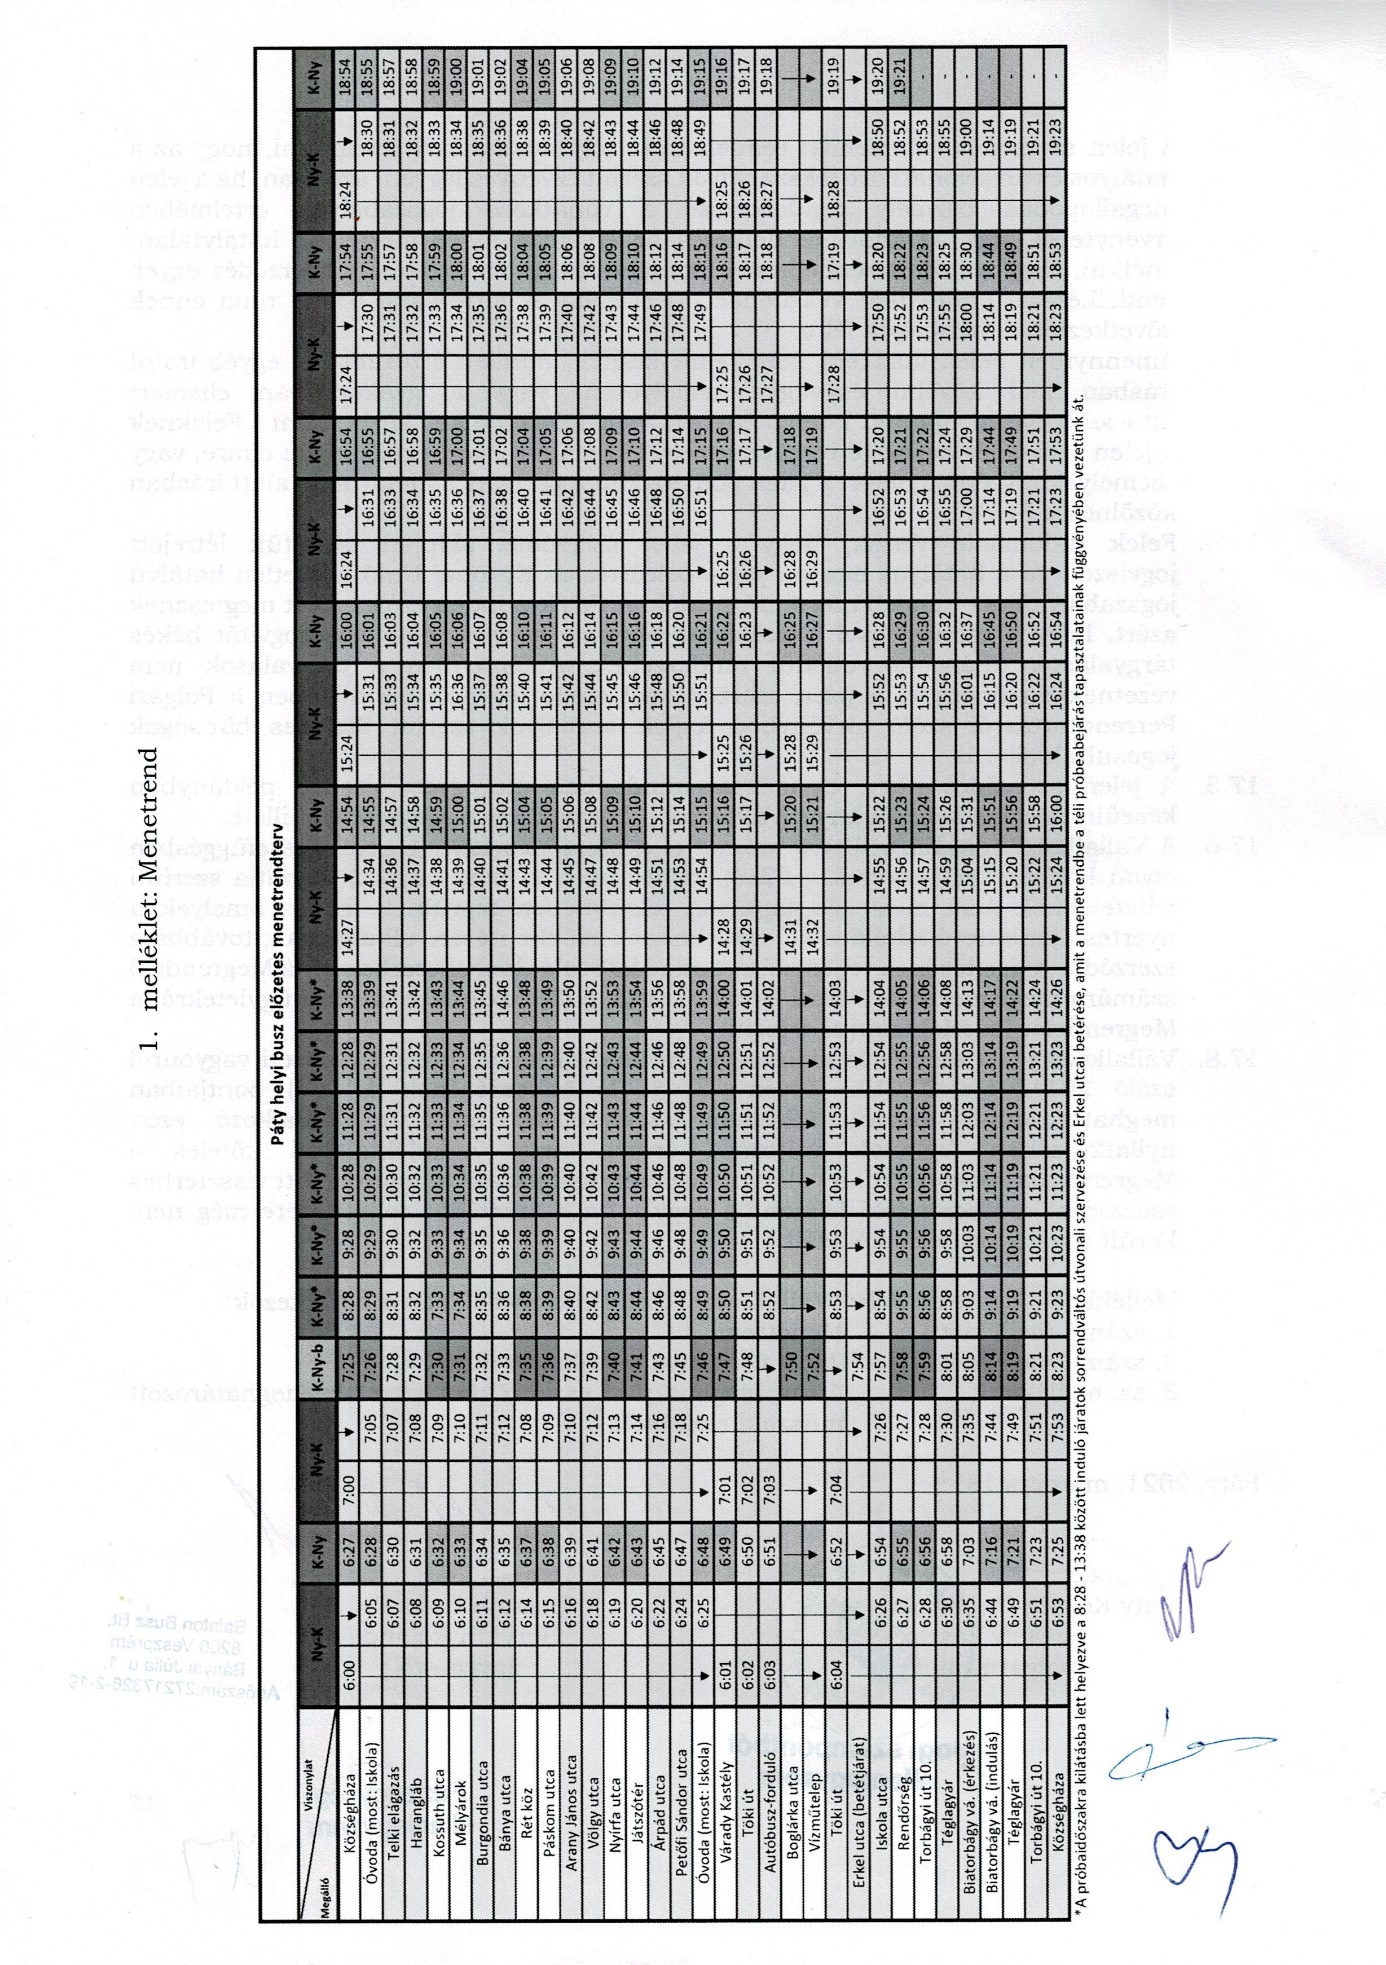 1. melléklet: Menetrend
Páty helyi busz előzetes menetrendterv
Megálló Viszonylat Ny-K K-Ny Ny-K K-Ny-b K-Ny* K-Ny* K-Ny* K-Ny* K-Ny* K-Ny* Ny-K K-Ny Ny-K K-Ny Ny-K K-Ny Ny-K K-Ny Ny-K K-Ny
Községháza 6:00 6:27 7:00 7:25 8:28 9:28 10:28 11:28 12:28 13:38 14:27 14:54 15:24 16:00 16:24 16:54 17:24 17:54 18:24 18:54
Óvoda (most: Iskola) 6:05 6:28 7:05 7:26 8:29 9:29 10:29 11:29 12:29 13:39 14:34 14:55 15:31 16:01 16:31 16:55 17:30 17:55 18:30 18:55
Telki elágazás 6:07 6:30 7:07 7:28 8:31 9:30 10:30 11:31 12:31 13:41 14:36 14:57 15:33 16:03 16:33 16:57 17:31 17:57 18:31 18:57
Harangláb 6:08 6:31 7:08 7:29 8:32 9:32 10:32 11:32 12:32 13:42 14:37 14:58 15:34 16:04 16:34 16:58 17:32 17:58 18:32 18:58
Kossuth utca 6:09 6:32 7:09 7:30 7:33 9:33 10:33 11:33 12:33 13:43 14:38 14:59 15:35 16:05 16:35 16:59 17:33 17:59 18:33 18:59
Mélyárok 6:10 6:33 7:10 7:31 7:34 9:34 10:34 11:34 12:34 13:44 14:39 15:00 16:36 16:06 16:36 17:00 17:34 18:00 18:34 19:00
Burgondia utca 6:11 6:34 7:11 7:32 8:35 9:35 10:35 11:35 12:35 13:45 14:40 15:01 15:37 16:07 16:37 17:01 17:35 18:01 18:35 19:01
Bánya utca 6:12 6:35 7:12 7:33 8:36 9:36 10:36 11:36 12:36 14:46 14:41 15:02 15:38 16:08 16:38 17:02 17:36 18:02 18:36 19:02
Rét köz 6:14 6:37 7:08 7:35 8:38 9:38 10:38 11:38 12:38 13:48 14:43 15:04 15:40 16:10 16:40 17:04 17:38 18:04 18:38 19:04
Páskom utca 6:15 6:38 7:09 7:36 8:39 9:39 10:39 11:39 12:39 13:49 14:44 15:05 15:41 16:11 16:41 17:05 17:39 18:05 18:39 19:05
Arany János utca 6:16 6:39 7:10 7:37 8:40 9:40 10:40 11:40 12:40 13:50 14:45 15:06 15:42 16:12 16:42 17:06 17:40 18:06 18:40 19:06
Völgy utca 6:18 6:41 7:12 7:39 8:42 9:42 10:42 11:42 12:42 13:52 14:47 15:08 15:44 16:14 16:44 17:08 17:42 18:08 18:42 19:08
Nyírfa utca 6:19 6:42 7:13 7:40 8:43 9:43 10:43 11:43 12:43 13:53 14:48 15:09 15:45 16:15 16:45 17:09 17:43 18:09 18:43 19:09
Játszótér 6:20 6:43 7:14 7:41 8:44 9:44 10:44 11:44 12:44 13:54 14:49 15:10 15:46 16:16 16:46 17:10 17:44 18:10 18:44 19:10
Árpád utca 6:22 6:45 7:16 7:43 8:46 9:46 10:46 11:46 12:46 13:56 14:51 15:12 15:48 16:18 16:48 17:12 17:46 18:12 18:46 19:12
Petőfi Sándor utca 6:24 6:47 7:18 7:45 8:48 9:48 10:48 11:48 12:48 13:58 14:53 15:14 15:50 16:20 16:50 17:14 17:48 18:14 18:48 19:14
Óvoda (most: Iskola) 6:25 6:48 7:25 7:46 8:49 9:49 10:49 11:49 12:49 13:59 14:54 15:15 15:51 16:21 16:51 17:15 17:49 18:15 18:49 19:15
Várady Kastély 6:01 6:49 7:01 7:47 8:50 9:50 10:50 11:50 12:50 14:00 14:28 15:16 15:25 16:22 16:25 17:16 17:25 18:16 18:25 19:16
Töki út 6:02 6:50 7:02 7:48 8:51 9:51 10:51 11:51 12:51 14:01 14:29 15:17 15:26 16:23 16:26 17:17 17:26 18:17 18:26 19:17
Autóbusz-forduló 6:03 6:51 7:03 8:52 9:52 10:52 11:52 12:52 14:02 17:27 18:18 18:27 19:18
Boglárka utca 7:50 14:31 15:20 15:28 16:25 16:28 17:18
Vízműtelep 7:52 14:32 15:21 15:29 16:27 16:29 17:19
Töki út 6:04 6:52 7:04 8:53 9:53 10:53 11:53 12:53 14:03 17:28 17:19 18:28 19:19
Erkel utca (betétjárat) 7:54
Iskola utca 6:26 6:54 7:26 7:57 8:54 9:54 10:54 11:54 12:54 14:04 14:55 15:22 15:52 16:28 16:52 17:20 17:50 18:20 18:50 19:20
Rendőrség 6:27 6:55 7:27 7:58 9:55 9:55 10:55 11:55 12:55 14:05 14:56 15:23 15:53 16:29 16:53 17:21 17:52 18:22 18:52 19:21
Torbágyi út 10. 6:28 6:56 7:28 7:59 8:56 9:56 10:56 11:56 12:56 14:06 14:57 15:24 15:54 16:30 16:54 17:22 17:53 18:23 18:53 -
Téglagyár 6:30 6:58 7:30 8:01 8:58 9:58 10:58 11:58 12:58 14:08 14:59 15:26 15:56 16:32 16:55 17:24 17:55 18:25 18:55 -
Biatorbágy vá. (érkezés) 6:35 7:03 7:35 8:05 9:03 10:03 11:03 12:03 13:03 14:13 15:04 15:31 16:01 16:37 17:00 17:29 18:00 18:30 19:00 -
Biatorbágy vá. (indulás) 6:44 7:16 7:44 8:14 9:14 10:14 11:14 12:14 13:14 14:17 15:15 15:51 16:15 16:45 17:14 17:44 18:14 18:44 19:14 -
Téglagyár 6:49 7:21 7:49 8:19 9:19 10:19 11:19 12:19 13:19 14:22 15:20 15:56 16:20 16:50 17:19 17:49 18:19 18:49 19:19 -
Torbágyi út 10. 6:51 7:23 7:51 8:21 9:21 10:21 11:21 12:21 13:21 14:24 15:22 15:58 16:22 16:52 17:21 17:51 18:21 18:51 19:21 -
Községháza 6:53 7:25 7:53 8:23 9:23 10:23 11:23 12:23 13:23 14:26 15:24 16:00 16:24 16:54 17:23 17:53 18:23 18:53 19:23 -
*A próbaidőszakra kilátásba lett helyezve a 8:28 - 13:38 között induló járatok sorrendváltós útvonali szervezése és Erkel utcai betérése, amit a menetrendbe a téli próbeabejárás tapasztalatainak függvényében vezetünk át.